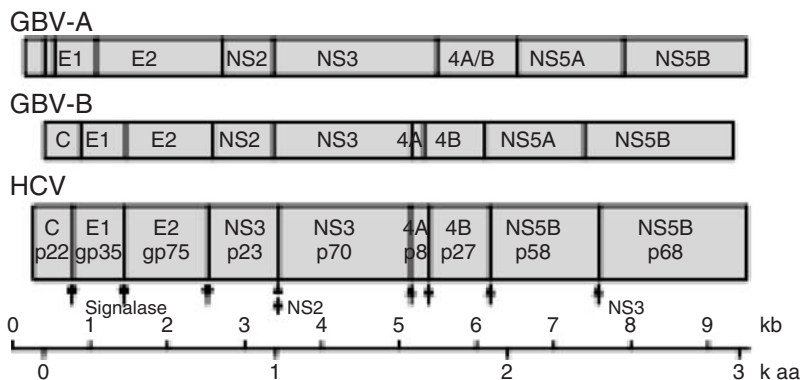 GBV-A
E1 E2 NS2 NS3 4A/B NS5A NS5B
GBV-B
C E1 E2 NS2 NS3 4A 4B NS5A NS5B
HCV
C E1 E2 NS3 NS3 4A 4B NS5B NS5B
p22 gp35 gp75 p23 p70 p8 p27 p58 p68
Signalase NS2 NS3
0 1 2 3 4 5 6 7 8 9 kb
0 1 2 3 k aa